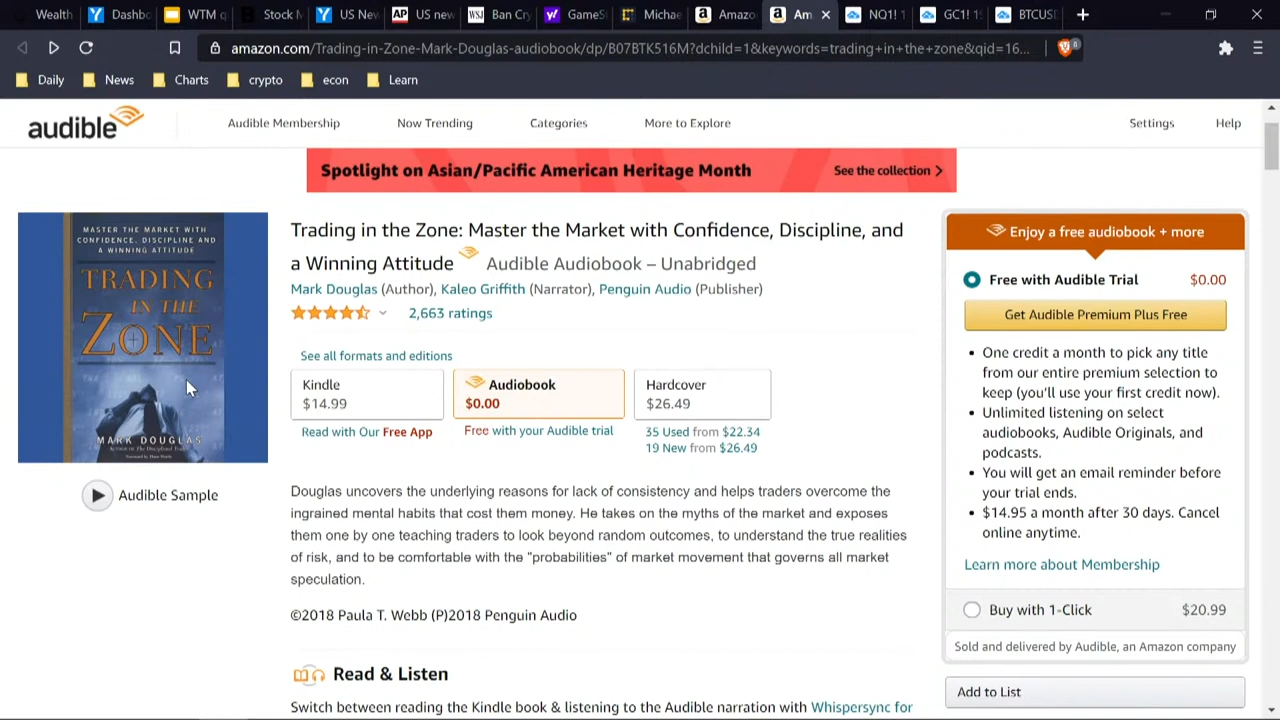 Wealth
Dashbo
WTM q
Stock M
US Nev
AP US new
WSJ Ban Cry
GameS
Michae
a Amazo
a Am
NQ1! 1
GC1! 1
BTCUSD
amazon.com/Trading-in-Zone-Mark-Douglas-audiobook/dp/B07BTK516M?dchild=1&keywords=trading+in+the+zone&qid=16...
Daily
News
Charts
crypto
econ
Learn
audible
Audible Membership
Now Trending
Categories
More to Explore
Settings
Help
Spotlight on Asian/Pacific American Heritage Month
See the collection
MASTER THE MARKET WITH
CONFIDENCE, DISCIPLINE AND
A WINNING ATTITUDE
TRADING
IN THE
ZONE
MARK DOUGLAS
Audible Sample
Trading in the Zone: Master the Market with Confidence, Discipline, and
a Winning Attitude Audible Audiobook – Unabridged
Mark Douglas (Author), Kaleo Griffith (Narrator), Penguin Audio (Publisher)
2,663 ratings
See all formats and editions
Kindle
$14.99
Read with Our Free App
Audiobook
$0.00
Free with your Audible trial
Hardcover
$26.49
35 Used from $22.34
19 New from $26.49
Douglas uncovers the underlying reasons for lack of consistency and helps traders overcome the
ingrained mental habits that cost them money. He takes on the myths of the market and exposes
them one by one teaching traders to look beyond random outcomes, to understand the true realities
of risk, and to be comfortable with the "probabilities" of market movement that governs all market
speculation.
©2018 Paula T. Webb (P)2018 Penguin Audio
Read & Listen
Switch between reading the Kindle book & listening to the Audible narration with Whispersync for
Enjoy a free audiobook + more
Free with Audible Trial $0.00
Get Audible Premium Plus Free
• One credit a month to pick any title
from our entire premium selection to
keep (you'll use your first credit now).
• Unlimited listening on select
audiobooks, Audible Originals, and
podcasts.
• You will get an email reminder before
your trial ends.
• $14.95 a month after 30 days. Cancel
online anytime.
Learn more about Membership
Buy with 1-Click $20.99
Sold and delivered by Audible, an Amazon company
Add to List